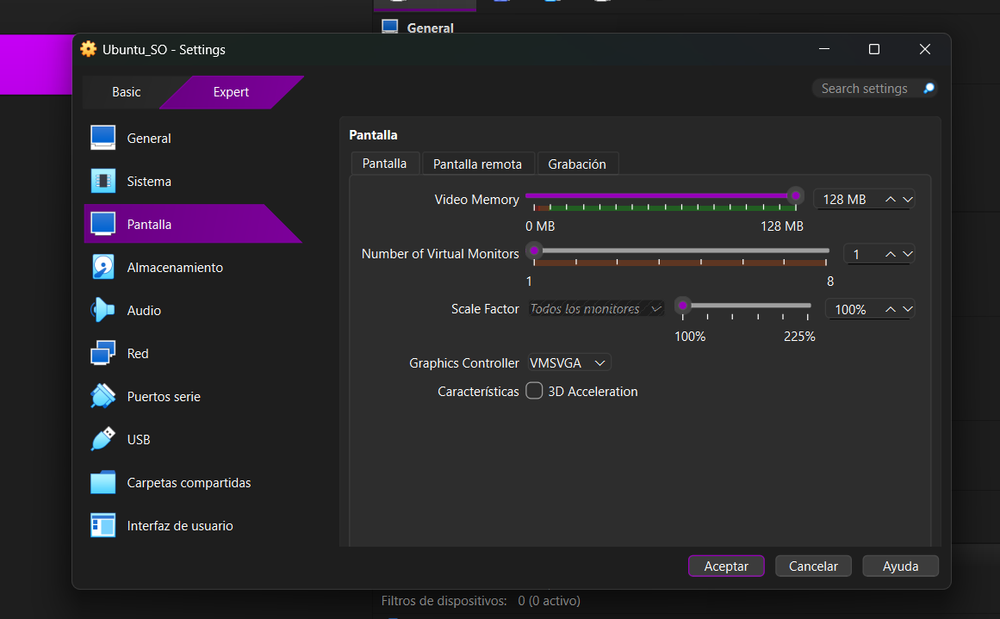 General
Ubuntu_SO - Settings
Basic
Expert
Search settings
General
Sistema
Pantalla
Almacenamiento
Audio
Red
Puertos serie
USB
Carpetas compartidas
Interfaz de usuario
Pantalla
Pantalla
Pantalla remota
Grabación
Video Memory
128 MB
0 MB
128 MB
Number of Virtual Monitors
1
1
8
Scale Factor
Todos los monitores
100%
100%
225%
Graphics Controller
VMSVGA
Características
3D Acceleration
Aceptar
Cancelar
Ayuda
Filtros de dispositivos: 0 (0 activo)